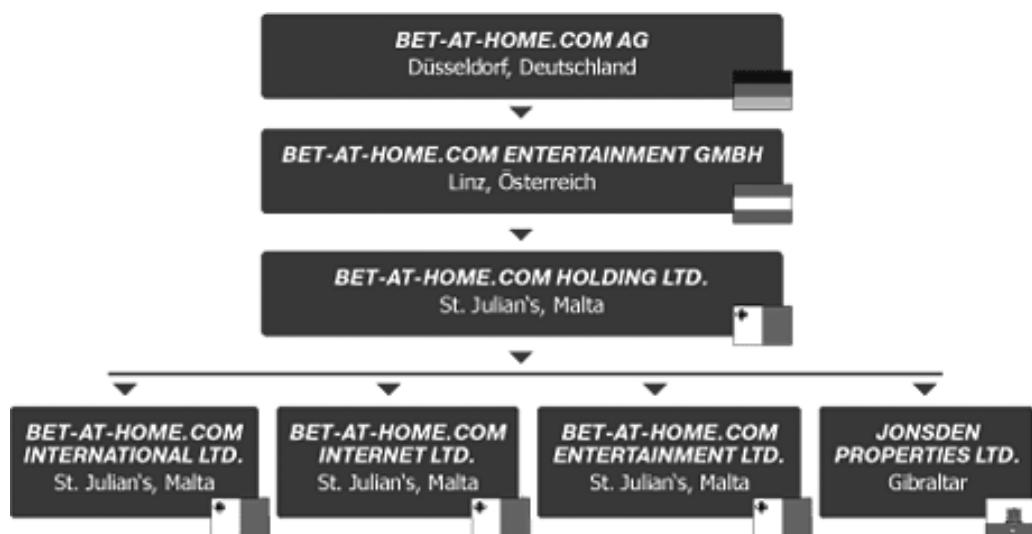 BET-AT-HOME.COM AG
Düsseldorf, Deutschland
BET-AT-HOME.COM ENTERTAINMENT GMBH
Linz, Österreich
BET-AT-HOME.COM HOLDING LTD.
St. Julian's, Malta
BET-AT-HOME.COM
INTERNATIONAL LTD.
St. Julian's, Malta
BET-AT-HOME.COM
INTERNET LTD.
St. Julian's, Malta
BET-AT-HOME.COM
ENTERTAINMENT LTD.
St. Julian's, Malta
JONSDEN
PROPERTIES LTD.
Gibraltar